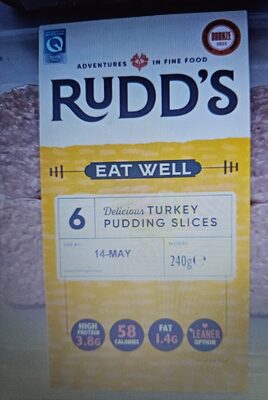 BRONZE
ADVENTURES IN FINE FOOD
RUDD'S
EAT WELL
6
Delicious TURKEY
PUDDING SLICES
14-MAY
WEIGHT
240g℮
HIGH
PROTEIN
3.8G
58
CALORIES
FAT
1.4G
"LEANER
OPTION"